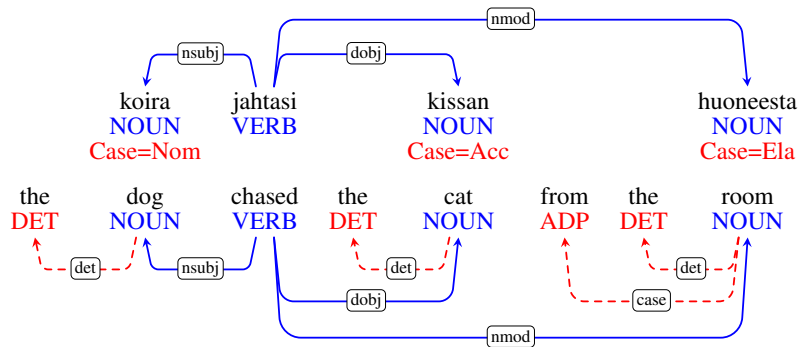 nmod
nsubj dobj
koira jahtasi kissan huoneesta
NOUN VERB NOUN NOUN
Case=Nom Case=Acc Case=Ela
the dog chased the cat from the room
DET NOUN VERB DET NOUN ADP DET NOUN
det nsubj det det
dobj case
nmod